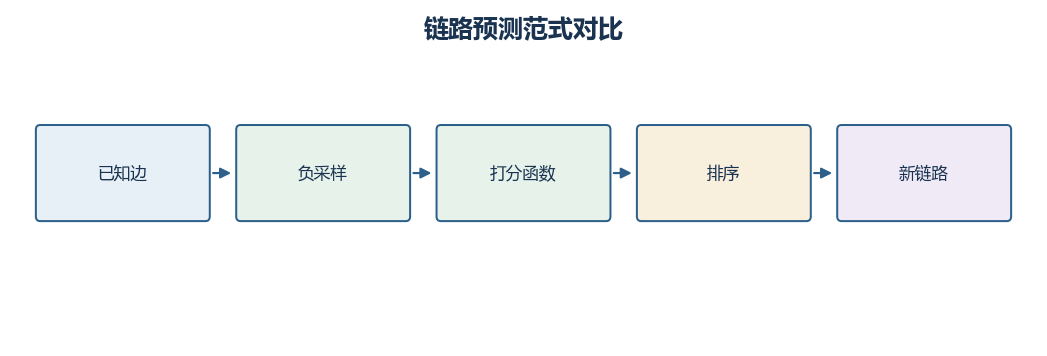 链路预测范式对比
已知边
负采样
打分函数
排序
新链路